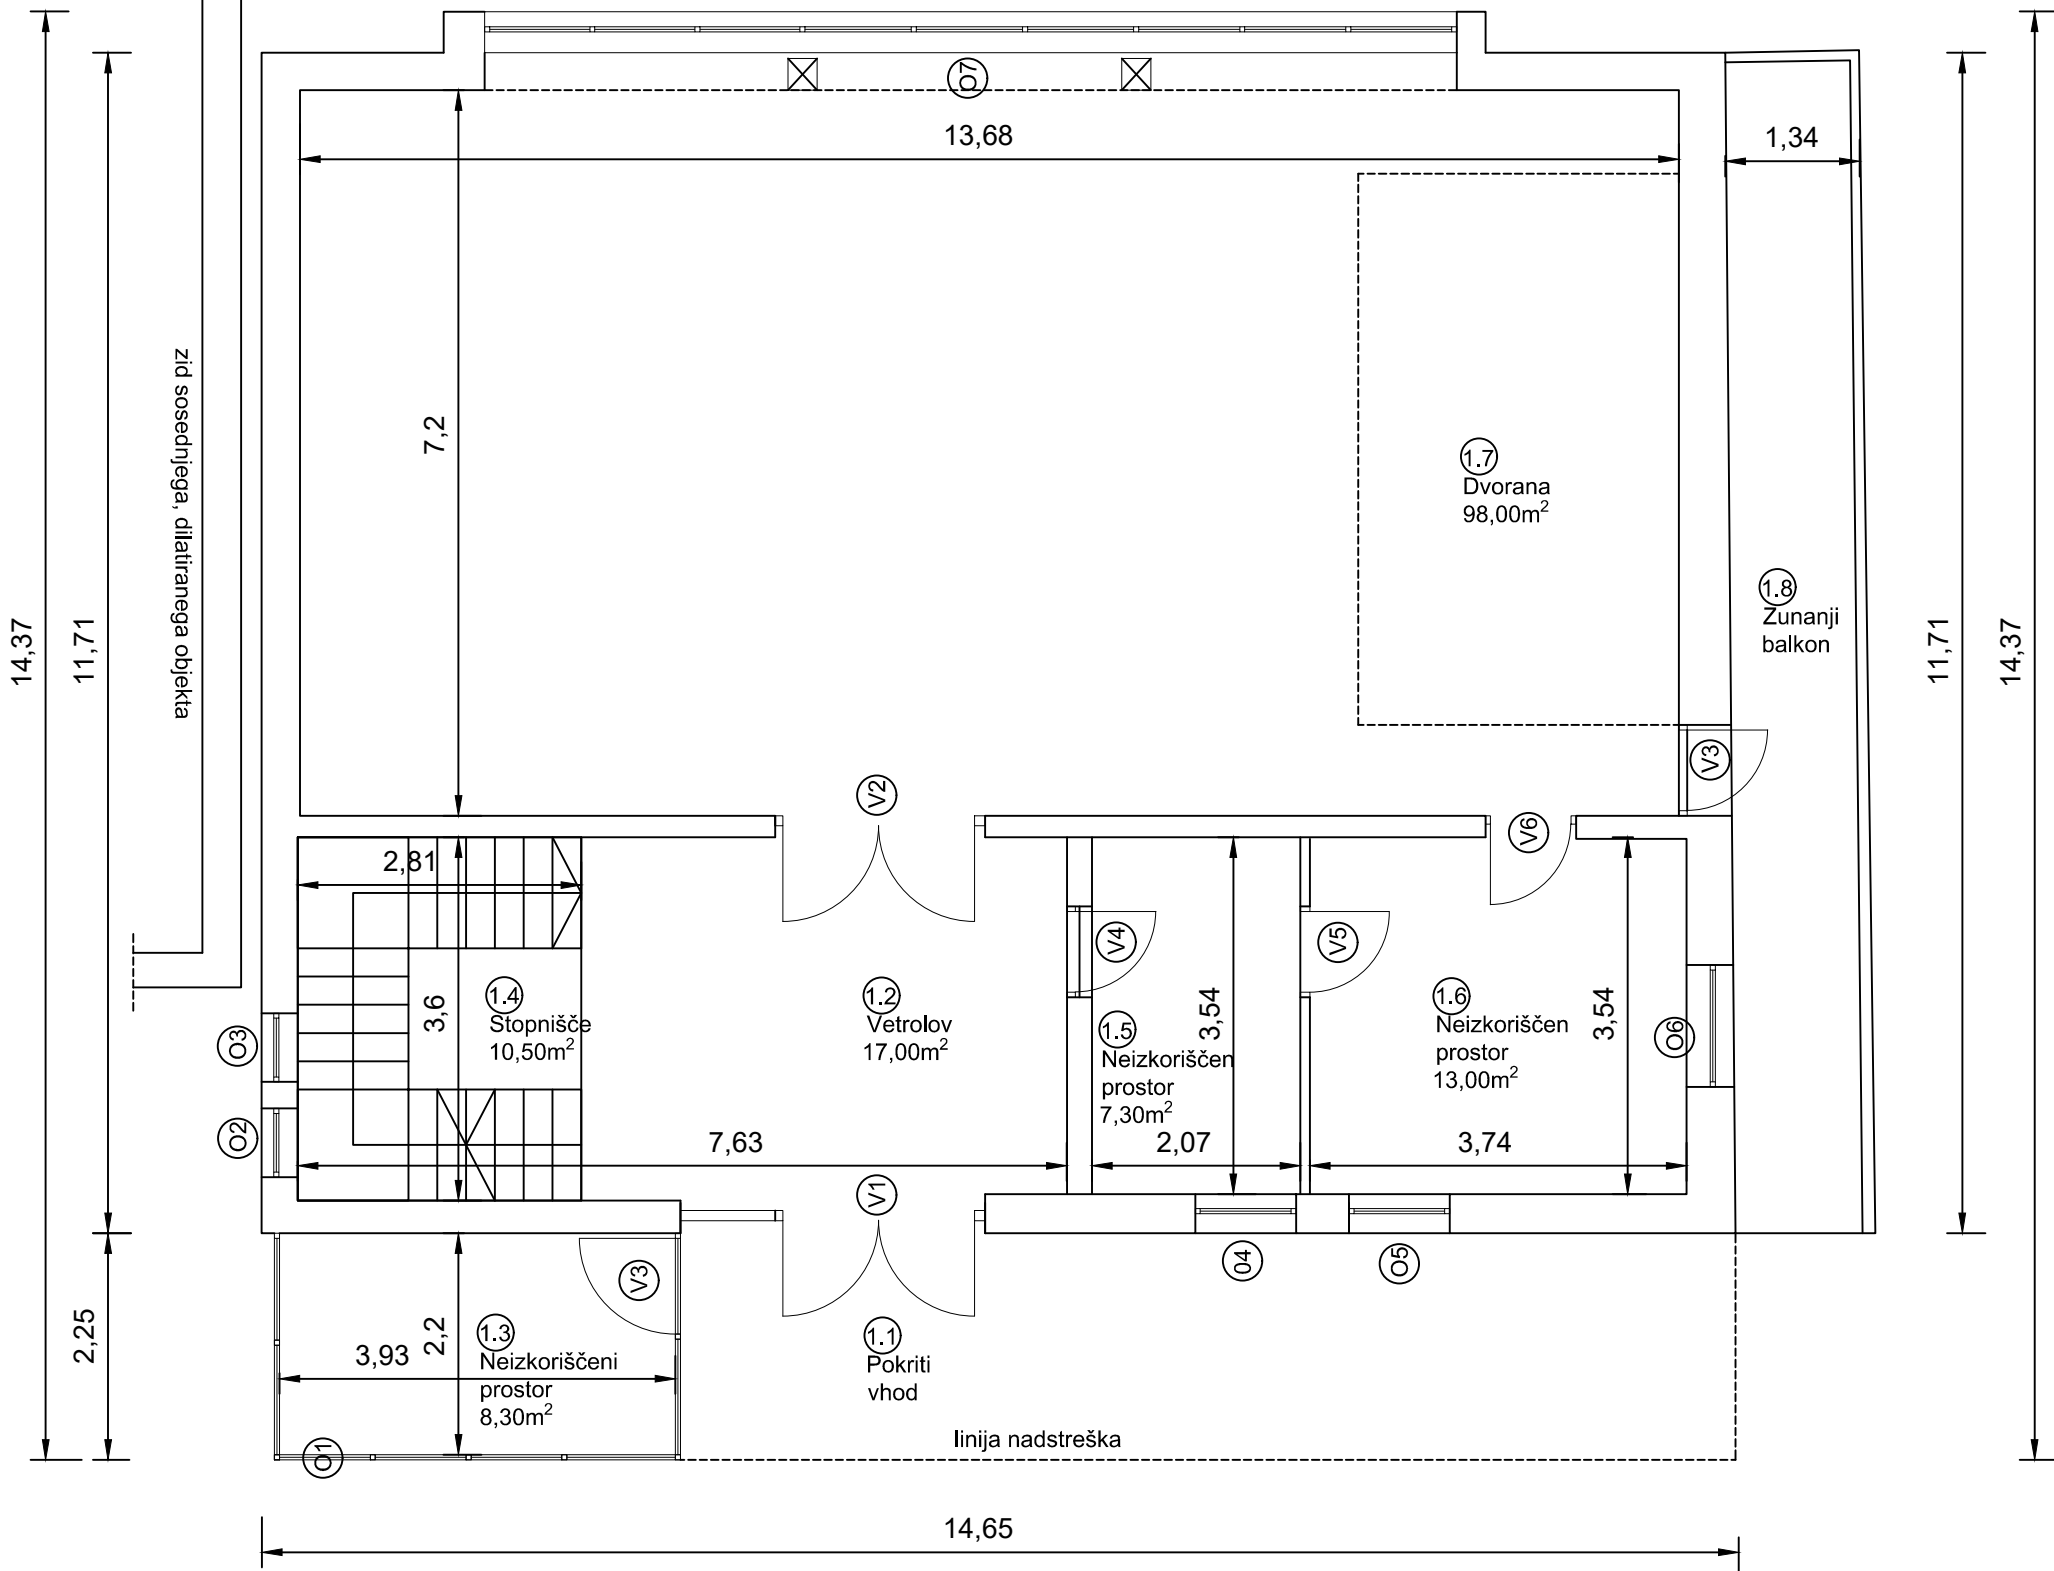 O7
13,68
1,34
7,2
zid sosednjega, dilatiranega objekta
1.7
Dvorana
98,00m²
1.8
Zunanji
balkon
14,37
11,71
11,71
14,37
V3
V2
V6
2,81
V4
V5
3,6
1.4
Stopnišče
10,50m²
1.2
Vetrolov
17,00m²
1.5
Neizkoriščen
prostor
7,30m²
3,54
1.6
Neizkoriščen
prostor
13,00m²
3,54
O6
O3
O2
7,63
2,07
3,74
V1
V3
04
O5
2,25
3,93
2,2
1.3
Neizkoriščeni
prostor
8,30m²
1.1
Pokriti
vhod
linija nadstreška
O1
14,65